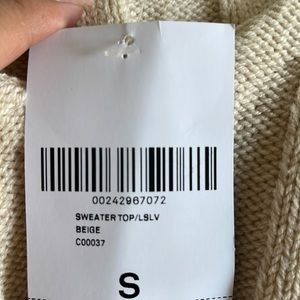 00242967072
SWEATER TOP/LSLV
BEIGE
C00037
S